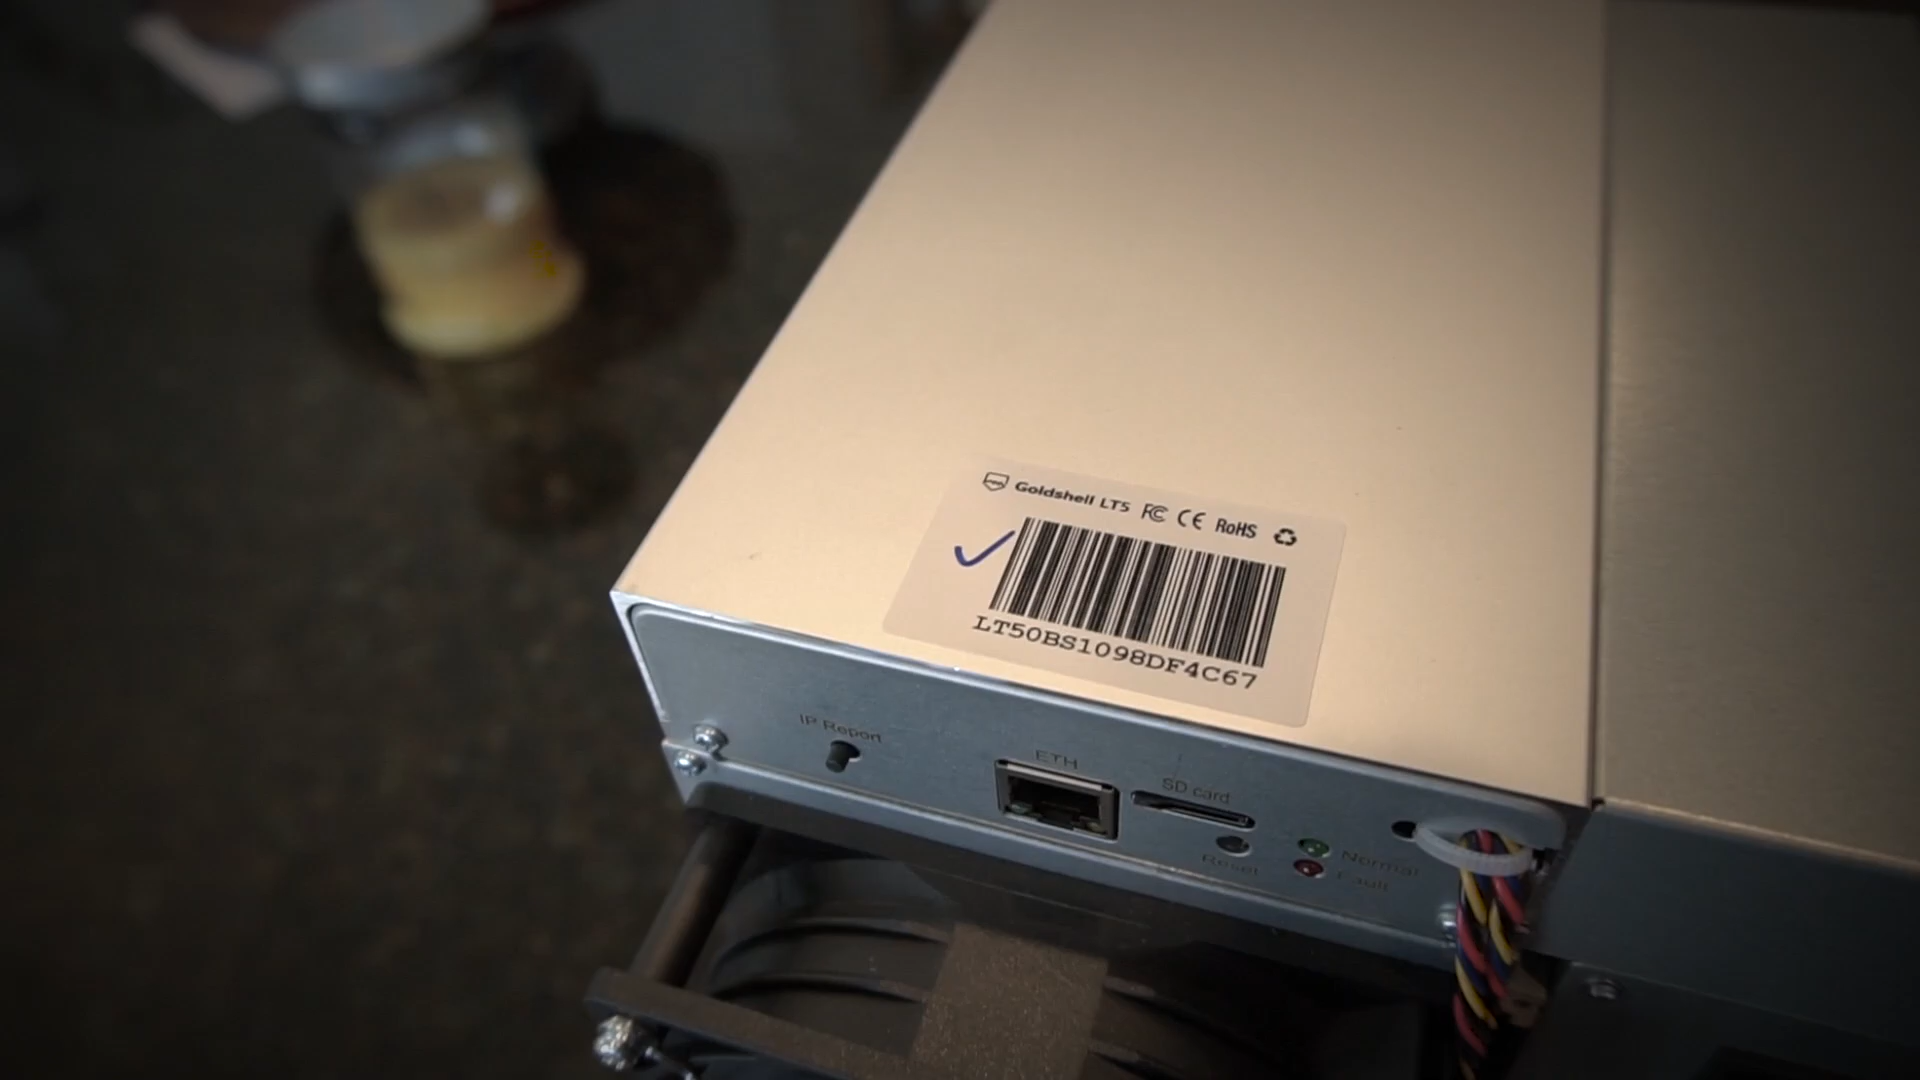 Goldshell LT5 FC CE RoHS
LT50BS1098DF4C67
IP Report
ETH
SD card
Reset
Normal
Fault